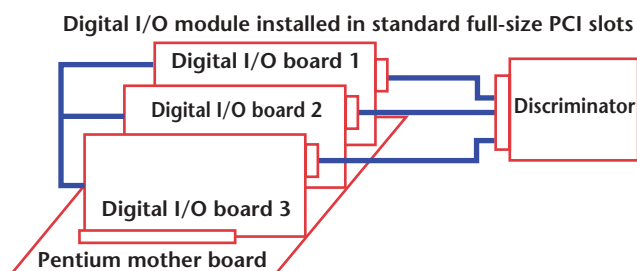 Digital I/O module installed in standard full-size PCI slots
Digital I/O board 1
Digital I/O board 2
Discriminator
Digital I/O board 3
Pentium mother board